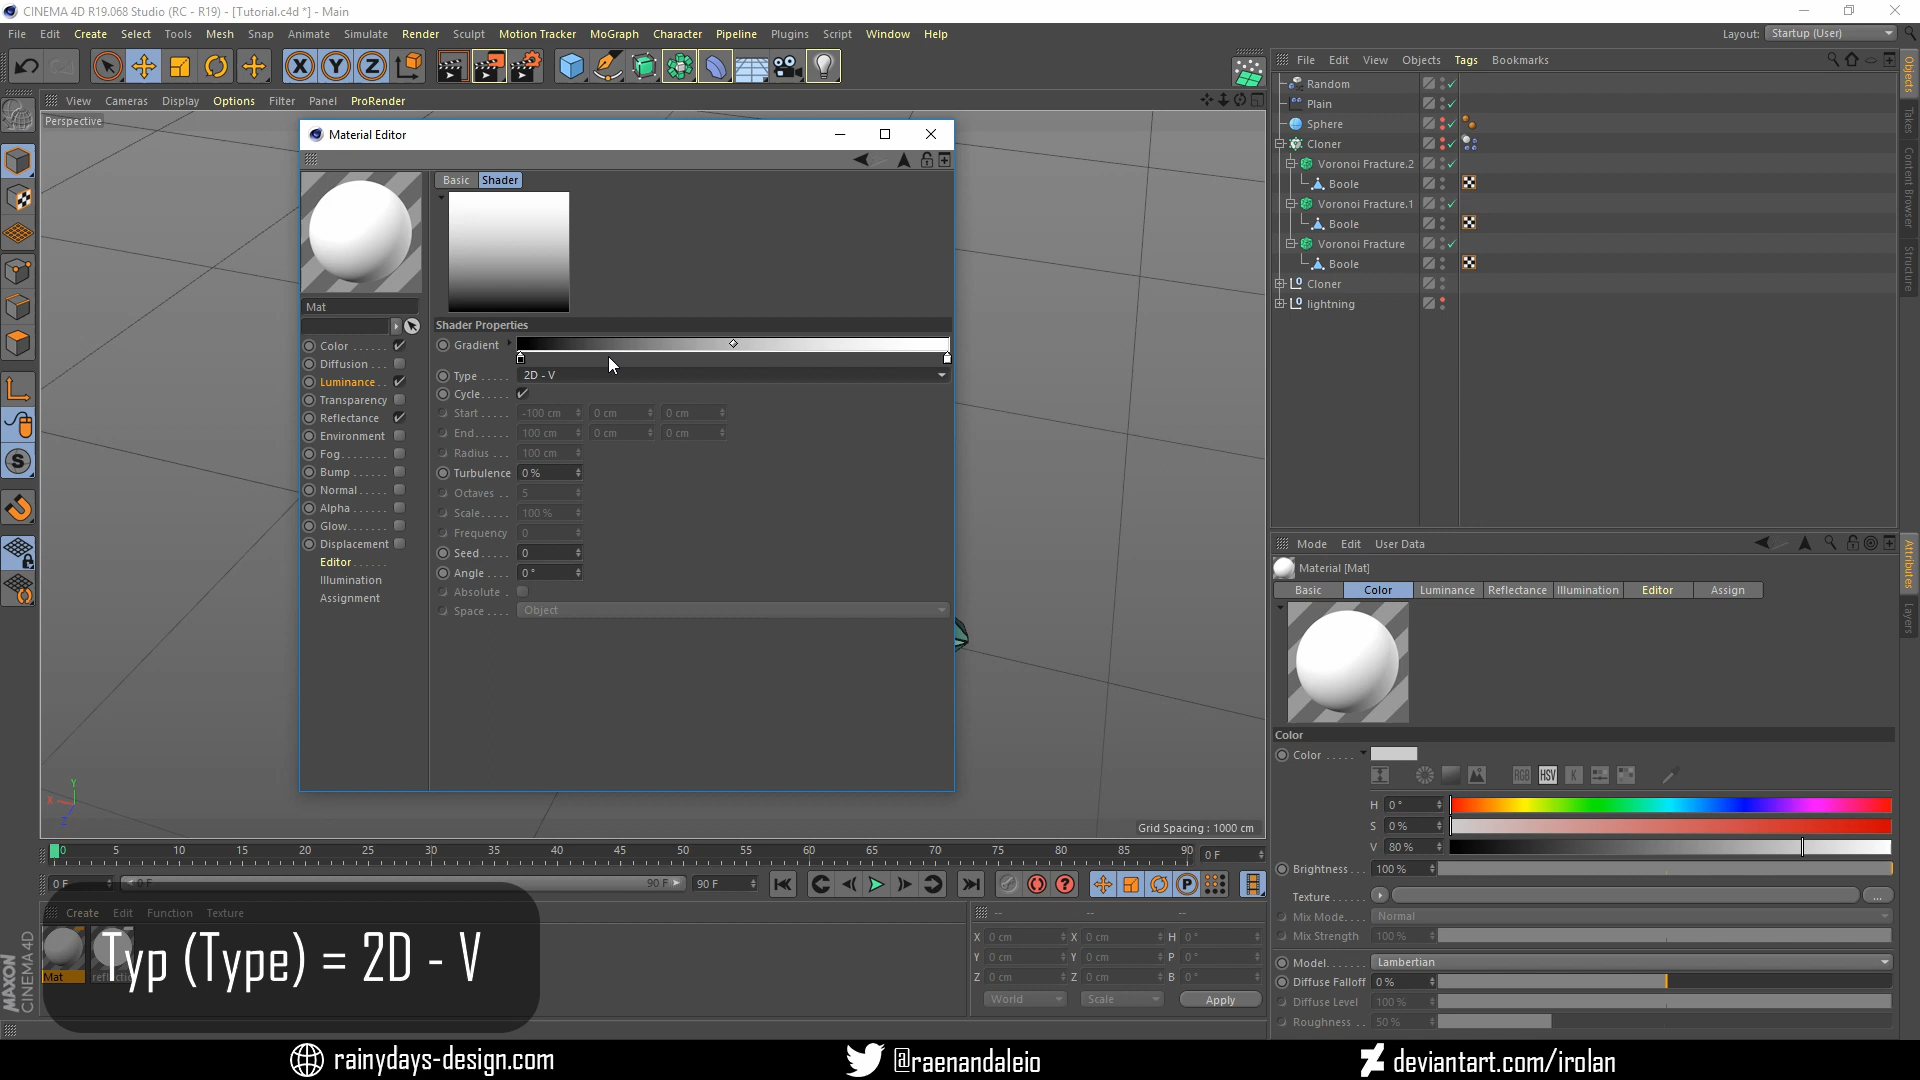 CINEMA 4D R19.068 Studio (RC - R19) - [Tutorial.c4d *] - Main
File Edit Create Select Tools Mesh Snap Animate Simulate Render Sculpt Motion Tracker MoGraph Character Pipeline Plugins Script Window Help
Layout: Startup (User)
View Cameras Display Options Filter Panel ProRender
Perspective
File Edit View Objects Tags Bookmarks
Random
Plain
Sphere
Cloner
Voronoi Fracture.2
Boole
Voronoi Fracture.1
Boole
Voronoi Fracture
Boole
Cloner
lightning
Objects
Takes
Content Browser
Structure
Material Editor
Basic Shader
Mat
Color ......
Diffusion ..
Luminance ..
Transparency
Reflectance
Environment
Fog........
Bump ......
Normal .....
Alpha ......
Glow.......
Displacement
Editor ......
Illumination
Assignment
Shader Properties
Gradient
Type ..... 2D - V
Cycle.....
Start ..... -100 cm 0 cm 0 cm
End...... 100 cm 0 cm 0 cm
Radius ... 100 cm
Turbulence 0 %
Octaves .. 5
Scale..... 100 %
Frequency 0
Seed ..... 0
Angle .... 0 °
Absolute .
Space .... Object
Grid Spacing : 1000 cm
Mode Edit User Data
Material [Mat]
Basic Color Luminance Reflectance Illumination Editor Assign
Color
Color .....
RGB HSV K
H 0 °
S 0 %
V 80 %
Brightness... 100 %
Texture.......
Mix Mode.... Normal
Mix Strength 100 %
Model....... Lambertian
Diffuse Falloff 0 %
Diffuse Level 100 %
Roughness .. 50 %
Attributes
Layers
0 5 10 15 20 25 30 35 40 45 50 55 60 65 70 75 80 85 90 0 F
0 F 0 F 90 F 90 F
Create Edit Function Texture
Mat
MAXON CINEMA 4D
Typ (Type) = 2D - V
-- -- --
X 0 cm X 0 cm H 0 °
Y 0 cm Y 0 cm P 0 °
Z 0 cm Z 0 cm B 0 °
World Scale Apply
rainydays-design.com
@raenandaleio
deviantart.com/irolan